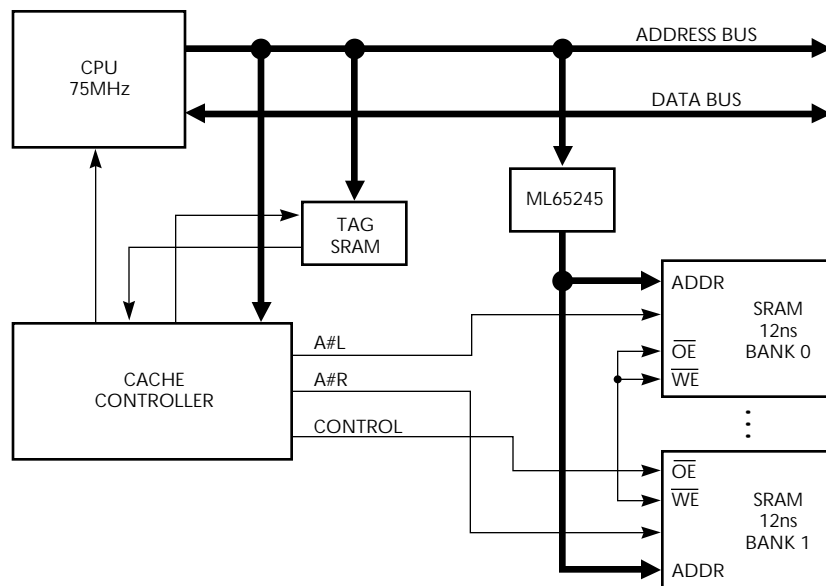 ADDRESS BUS
CPU
75MHz
DATA BUS
ML65245
TAG
SRAM
ADDR
SRAM
12ns
BANK 0
OE
WE
A#L
A#R
CONTROL
CACHE
CONTROLLER
OE
WE
SRAM
12ns
BANK 1
ADDR